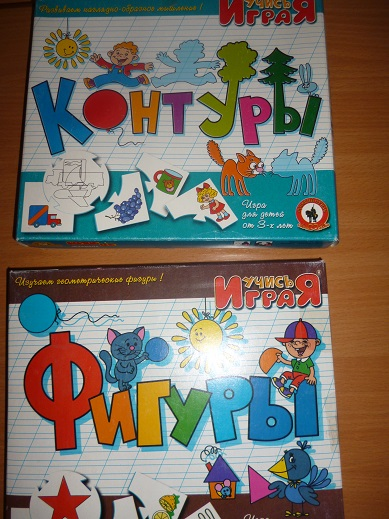 Развиваем наглядно-образное мышление!
УЧИСЬ
ИГРАЯ
КОНТУРЫ
Игра
для детей
от 3-х лет
Изучаем геометрические фигуры!
УЧИСЬ
ИГРАЯ
ФИГУРЫ
Игра